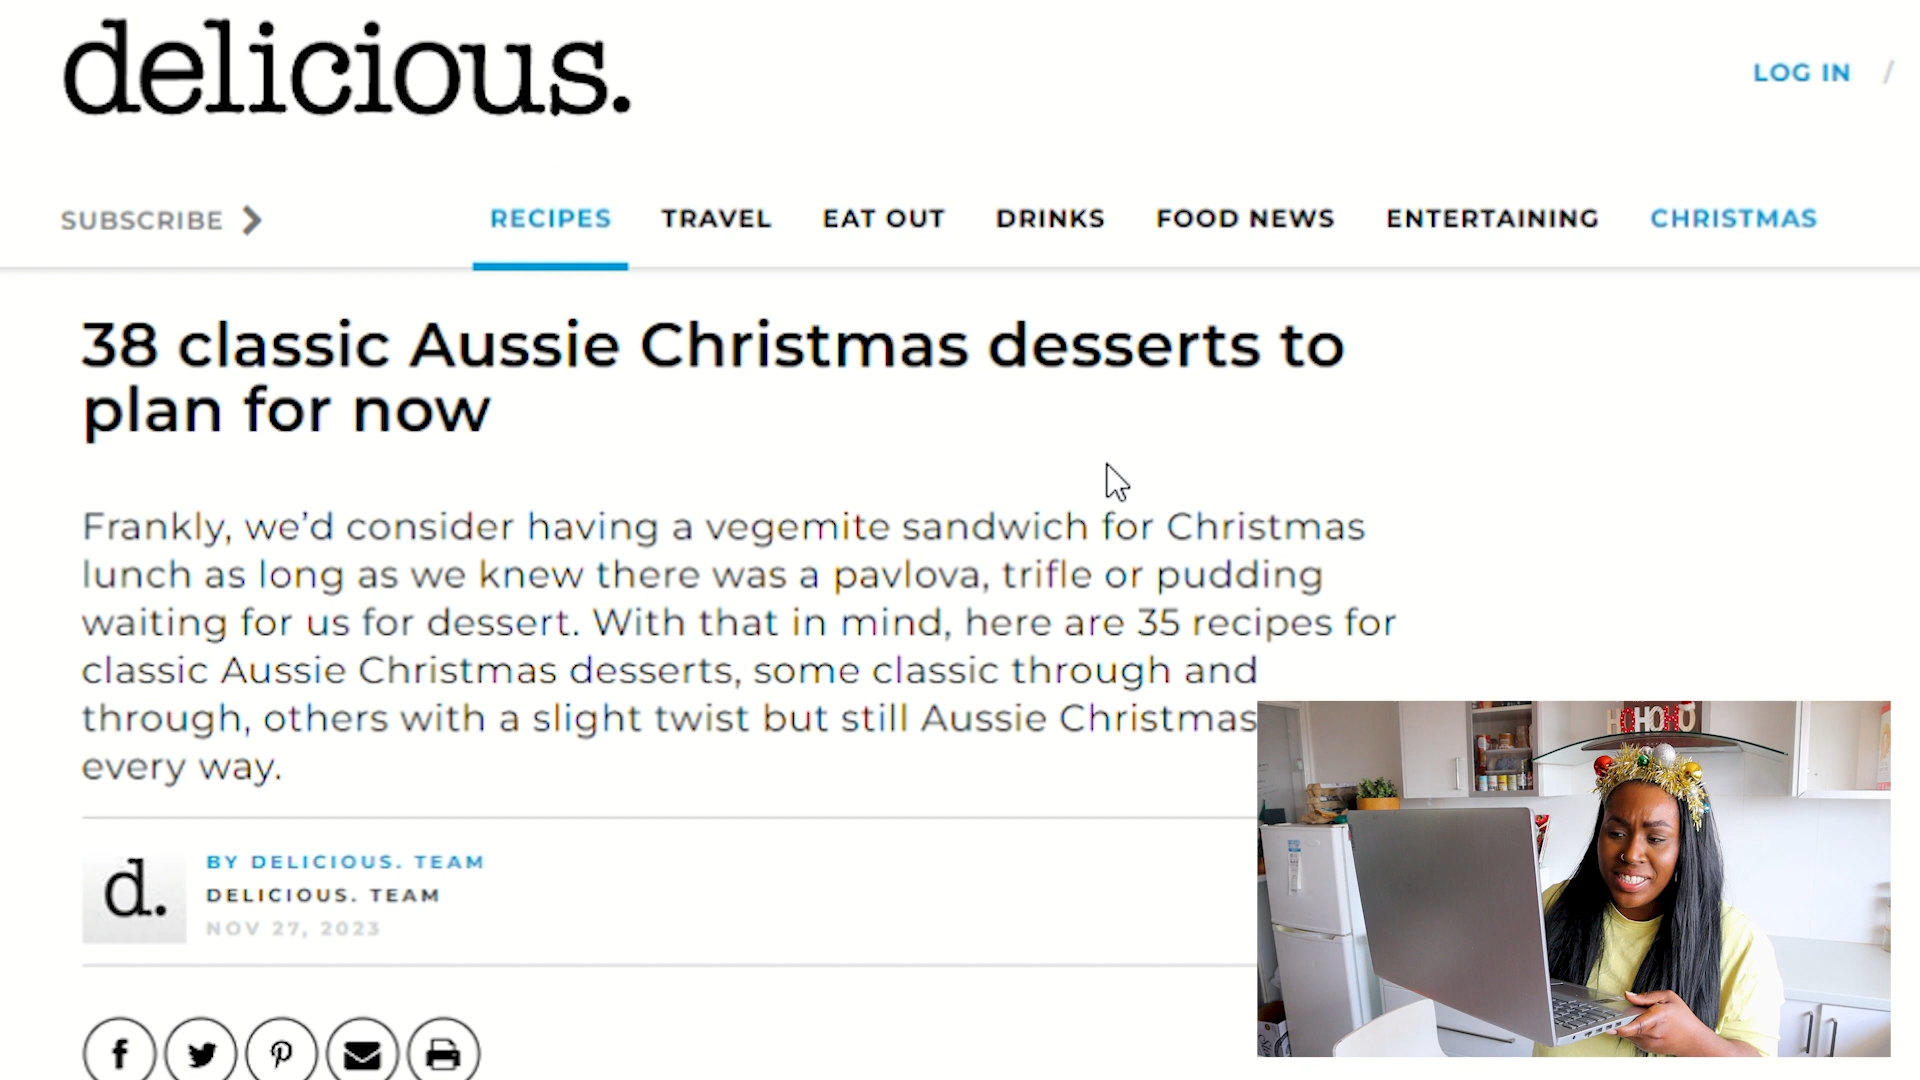 delicious.
LOG IN /
SUBSCRIBE
RECIPES TRAVEL EAT OUT DRINKS FOOD NEWS ENTERTAINING CHRISTMAS
38 classic Aussie Christmas desserts to
plan for now
Frankly, we’d consider having a vegemite sandwich for Christmas
lunch as long as we knew there was a pavlova, trifle or pudding
waiting for us for dessert. With that in mind, here are 35 recipes for
classic Aussie Christmas desserts, some classic through and
through, others with a slight twist but still Aussie Christmas
every way.
d.
BY DELICIOUS. TEAM
DELICIOUS. TEAM
NOV 27, 2023
HOHOHO